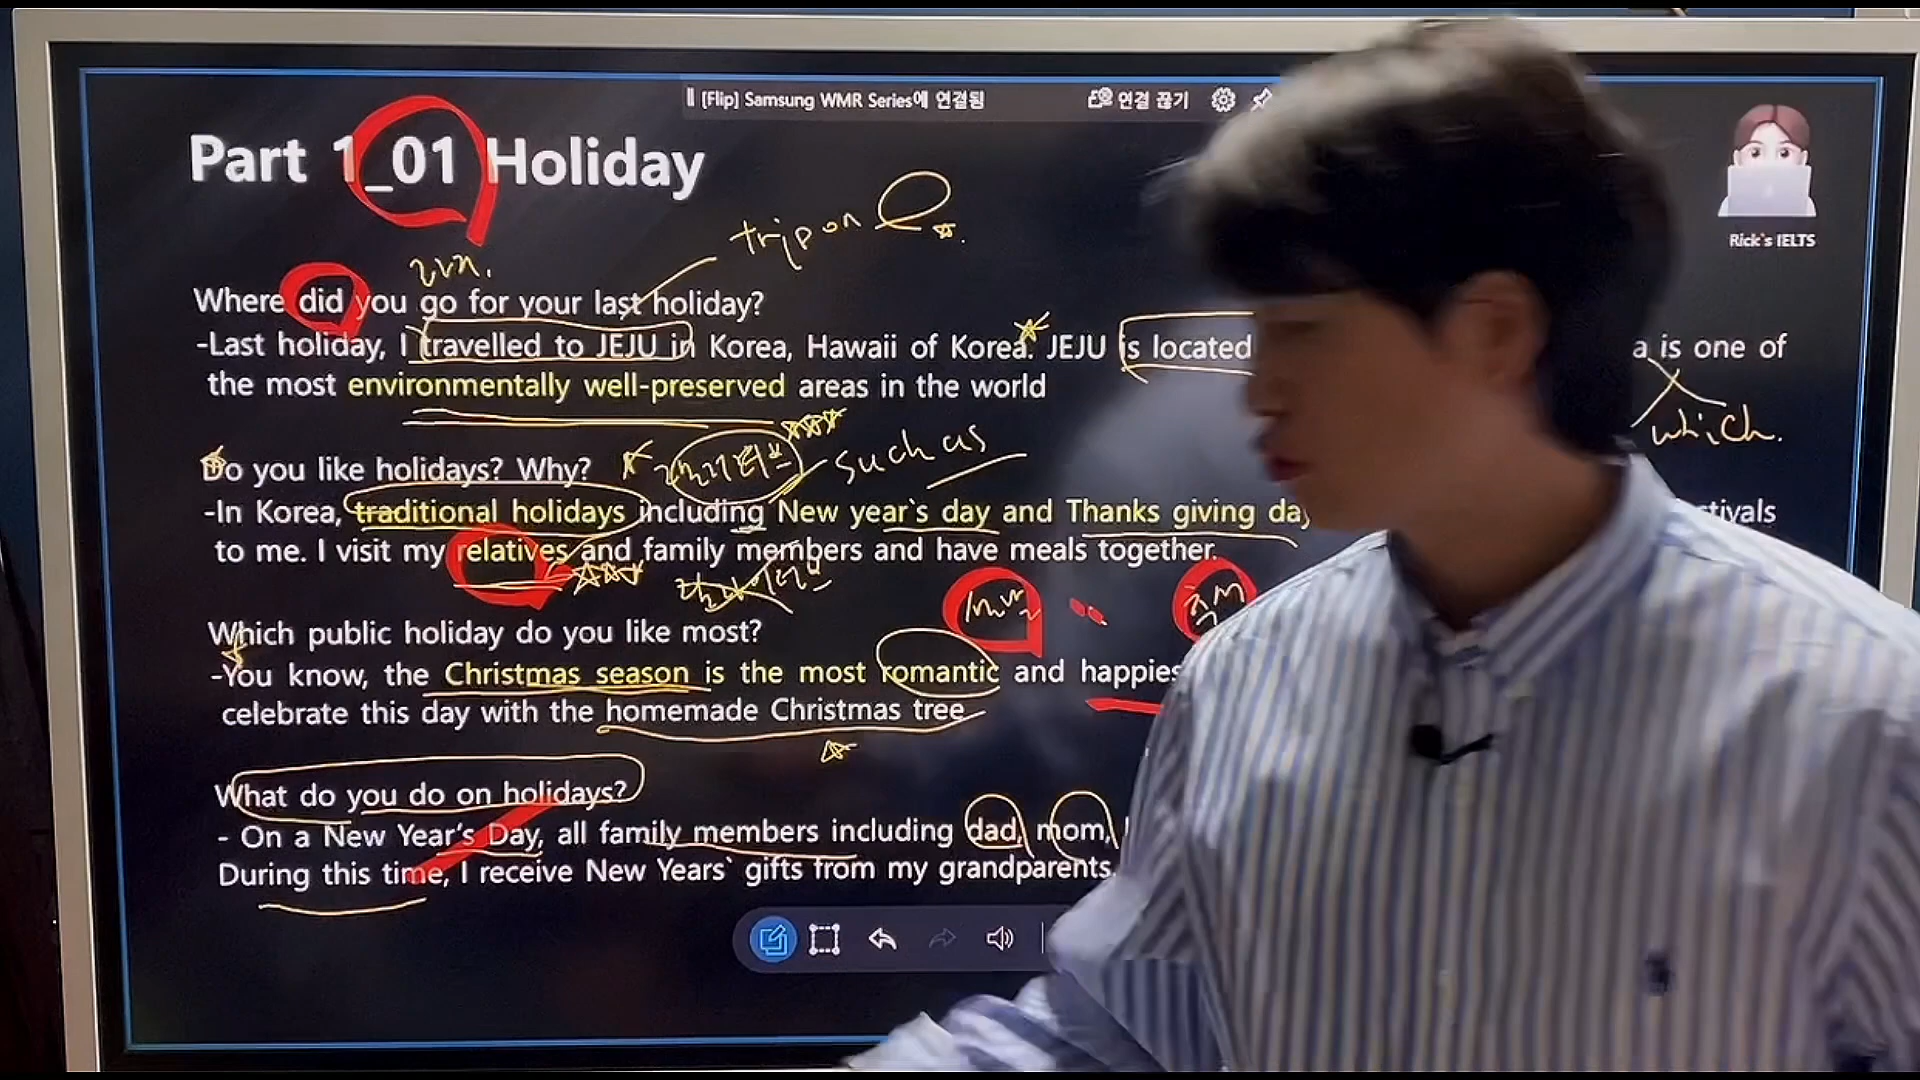 [Flip] Samsung WMR Series에 연결됨
연결 끊기
Part 1_01 Holiday
Rick's IELTS
trip on
Where did you go for your last holiday?
-Last holiday, I travelled to JEJU in Korea, Hawaii of Korea. JEJU is located
a is one of
the most environmentally well-preserved areas in the world
which.
Do you like holidays? Why?
such as
-In Korea, traditional holidays including New year`s day and Thanks giving day
to me. I visit my relatives and family members and have meals together.
Which public holiday do you like most?
-You know, the Christmas season is the most romantic and
celebrate this day with the homemade Christmas tree
What do you do on holidays?
- On a New Year's Day, all family members including dad, mom,
During this time, I receive New Years` gifts from my grandparents.